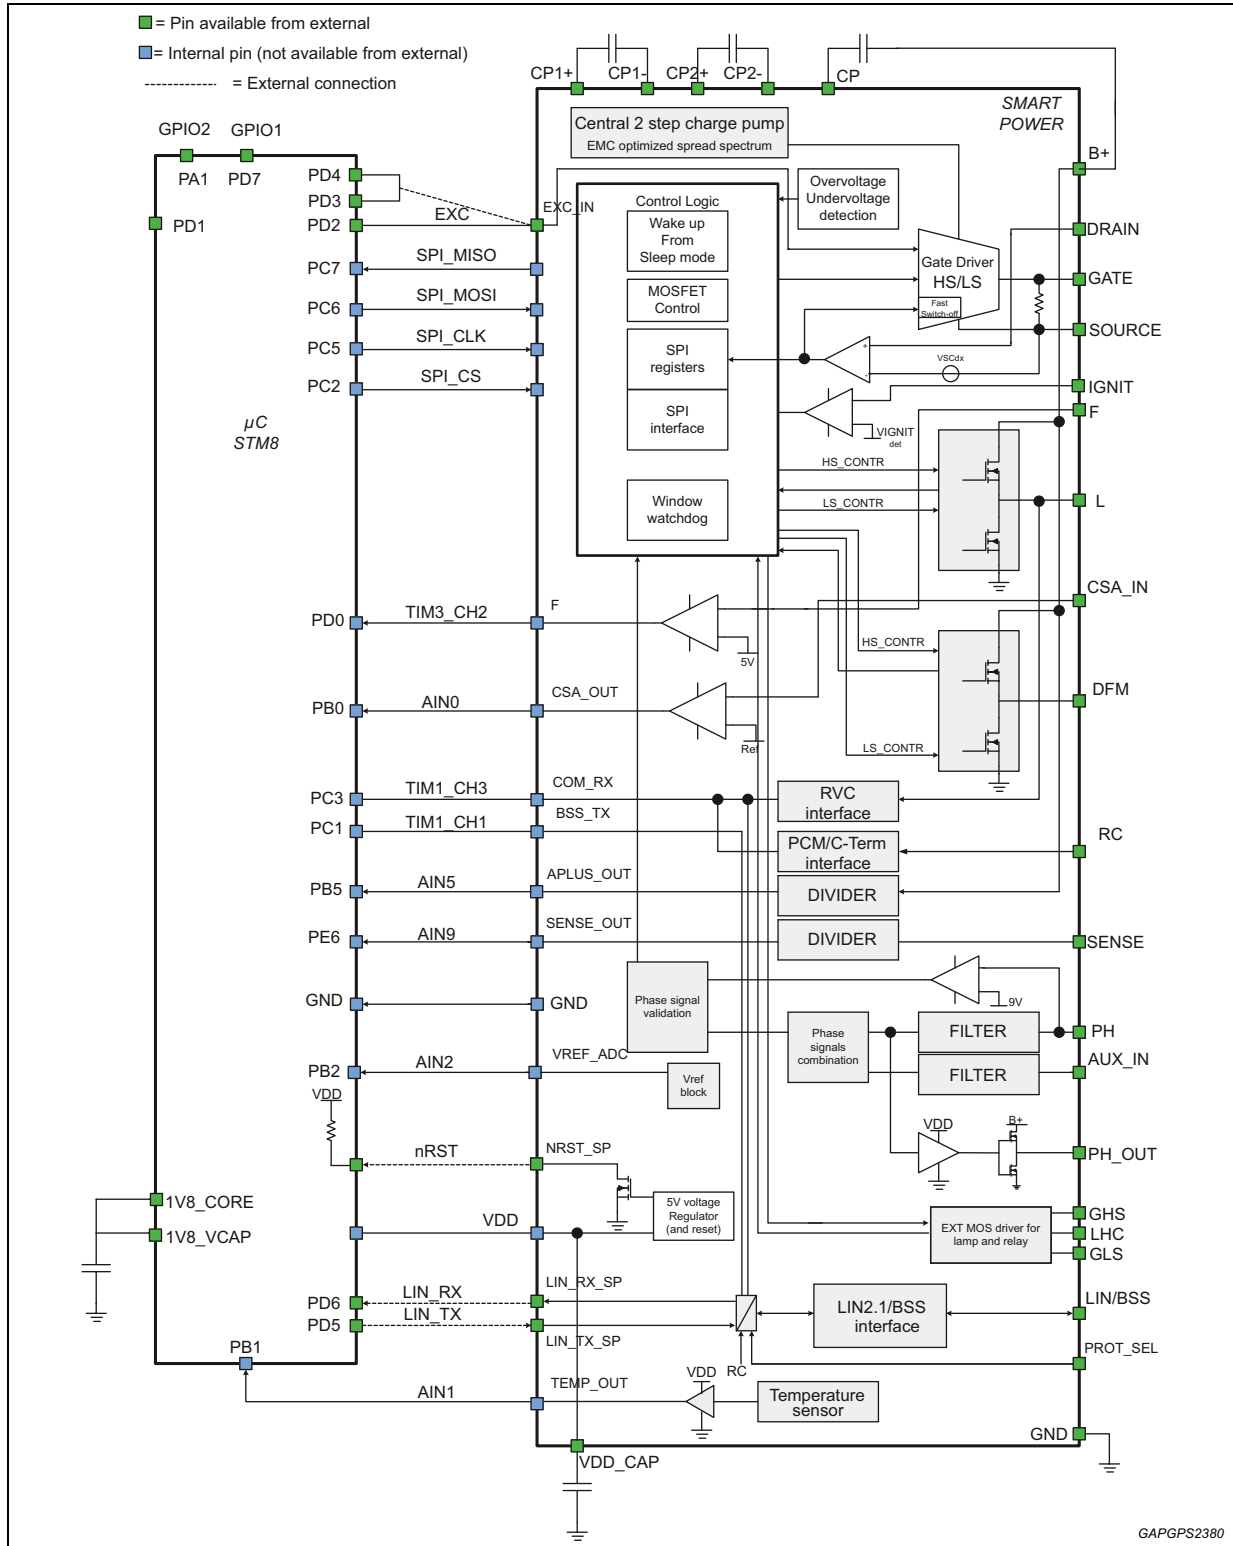 = Pin available from external
= Internal pin (not available from external)
= External connection
CP1+
CP1-
CP2+
CP2-
CP
SMART
POWER
Central 2 step charge pump
EMC optimized spread spectrum
B+
GPIO2
GPIO1
PA1
PD7
PD4
PD3
PD2
PD1
EXC
EXC_IN
Control Logic
Overvoltage
Undervoltage
detection
Wake up
From
Sleep mode
MOSFET
Control
SPI
registers
SPI
interface
Window
watchdog
Gate Driver
HS/LS
Fast
Switch-off
DRAIN
GATE
SOURCE
PC7
SPI_MISO
PC6
SPI_MOSI
PC5
SPI_CLK
PC2
SPI_CS
µC
STM8
+
-
VSCdx
IGNIT
F
VIGNIT
det
HS_CONTR
LS_CONTR
L
CSA_IN
PD0
TIM3_CH2
F
5V
HS_CONTR
LS_CONTR
DFM
PB0
AIN0
CSA_OUT
Ref
PC3
TIM1_CH3
COM_RX
RVC
interface
PC1
TIM1_CH1
BSS_TX
PCM/C-Term
interface
RC
PB5
AIN5
APLUS_OUT
DIVIDER
PE6
AIN9
SENSE_OUT
DIVIDER
SENSE
GND
GND
Phase signal
validation
9V
Phase
signals
combination
FILTER
PH
FILTER
AUX_IN
PB2
AIN2
VREF_ADC
Vref
block
VDD
VDD
B+
PH_OUT
nRST
NRST_SP
5V voltage
Regulator
(and reset)
1V8_CORE
1V8_VCAP
VDD
EXT MOS driver for
lamp and relay
GHS
LHC
GLS
PD6
LIN_RX
LIN_RX_SP
PD5
LIN_TX
LIN_TX_SP
LIN2.1/BSS
interface
LIN/BSS
RC
PROT_SEL
PB1
AIN1
TEMP_OUT
VDD
Temperature
sensor
GND
VDD_CAP
GAPGPS2380